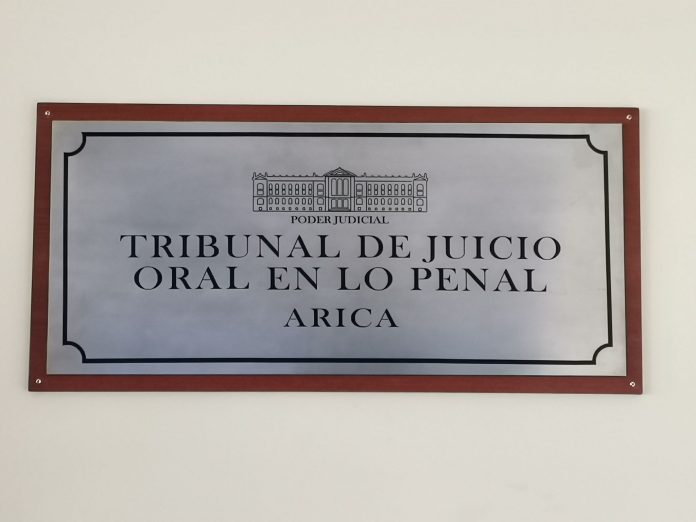 PODER JUDICIAL
TRIBUNAL DE JUICIO
ORAL EN LO PENAL
ARICA